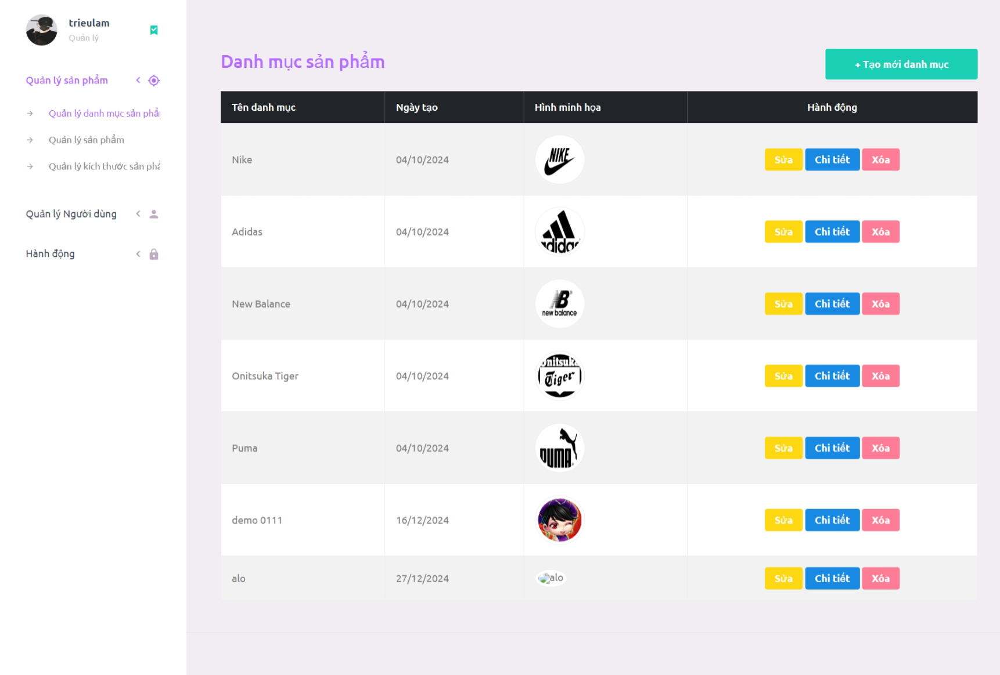 trieulam
Quản lý
Quản lý sản phẩm
Quản lý danh mục sản phẩ
Quản lý sản phẩm
Quản lý kích thước sản phẩ
Quản lý Người dùng
Hành động
Danh mục sản phẩm
+ Tạo mới danh mục
Tên danh mục Ngày tạo Hình minh họa Hành động
Nike 04/10/2024 NIKE Sửa Chi tiết Xóa
Adidas 04/10/2024 adidas Sửa Chi tiết Xóa
New Balance 04/10/2024 NB new balance Sửa Chi tiết Xóa
Onitsuka Tiger 04/10/2024 Onitsuka Tiger Sửa Chi tiết Xóa
Puma 04/10/2024 PUMA Sửa Chi tiết Xóa
demo 0111 16/12/2024 Sửa Chi tiết Xóa
alo 27/12/2024 alo Sửa Chi tiết Xóa